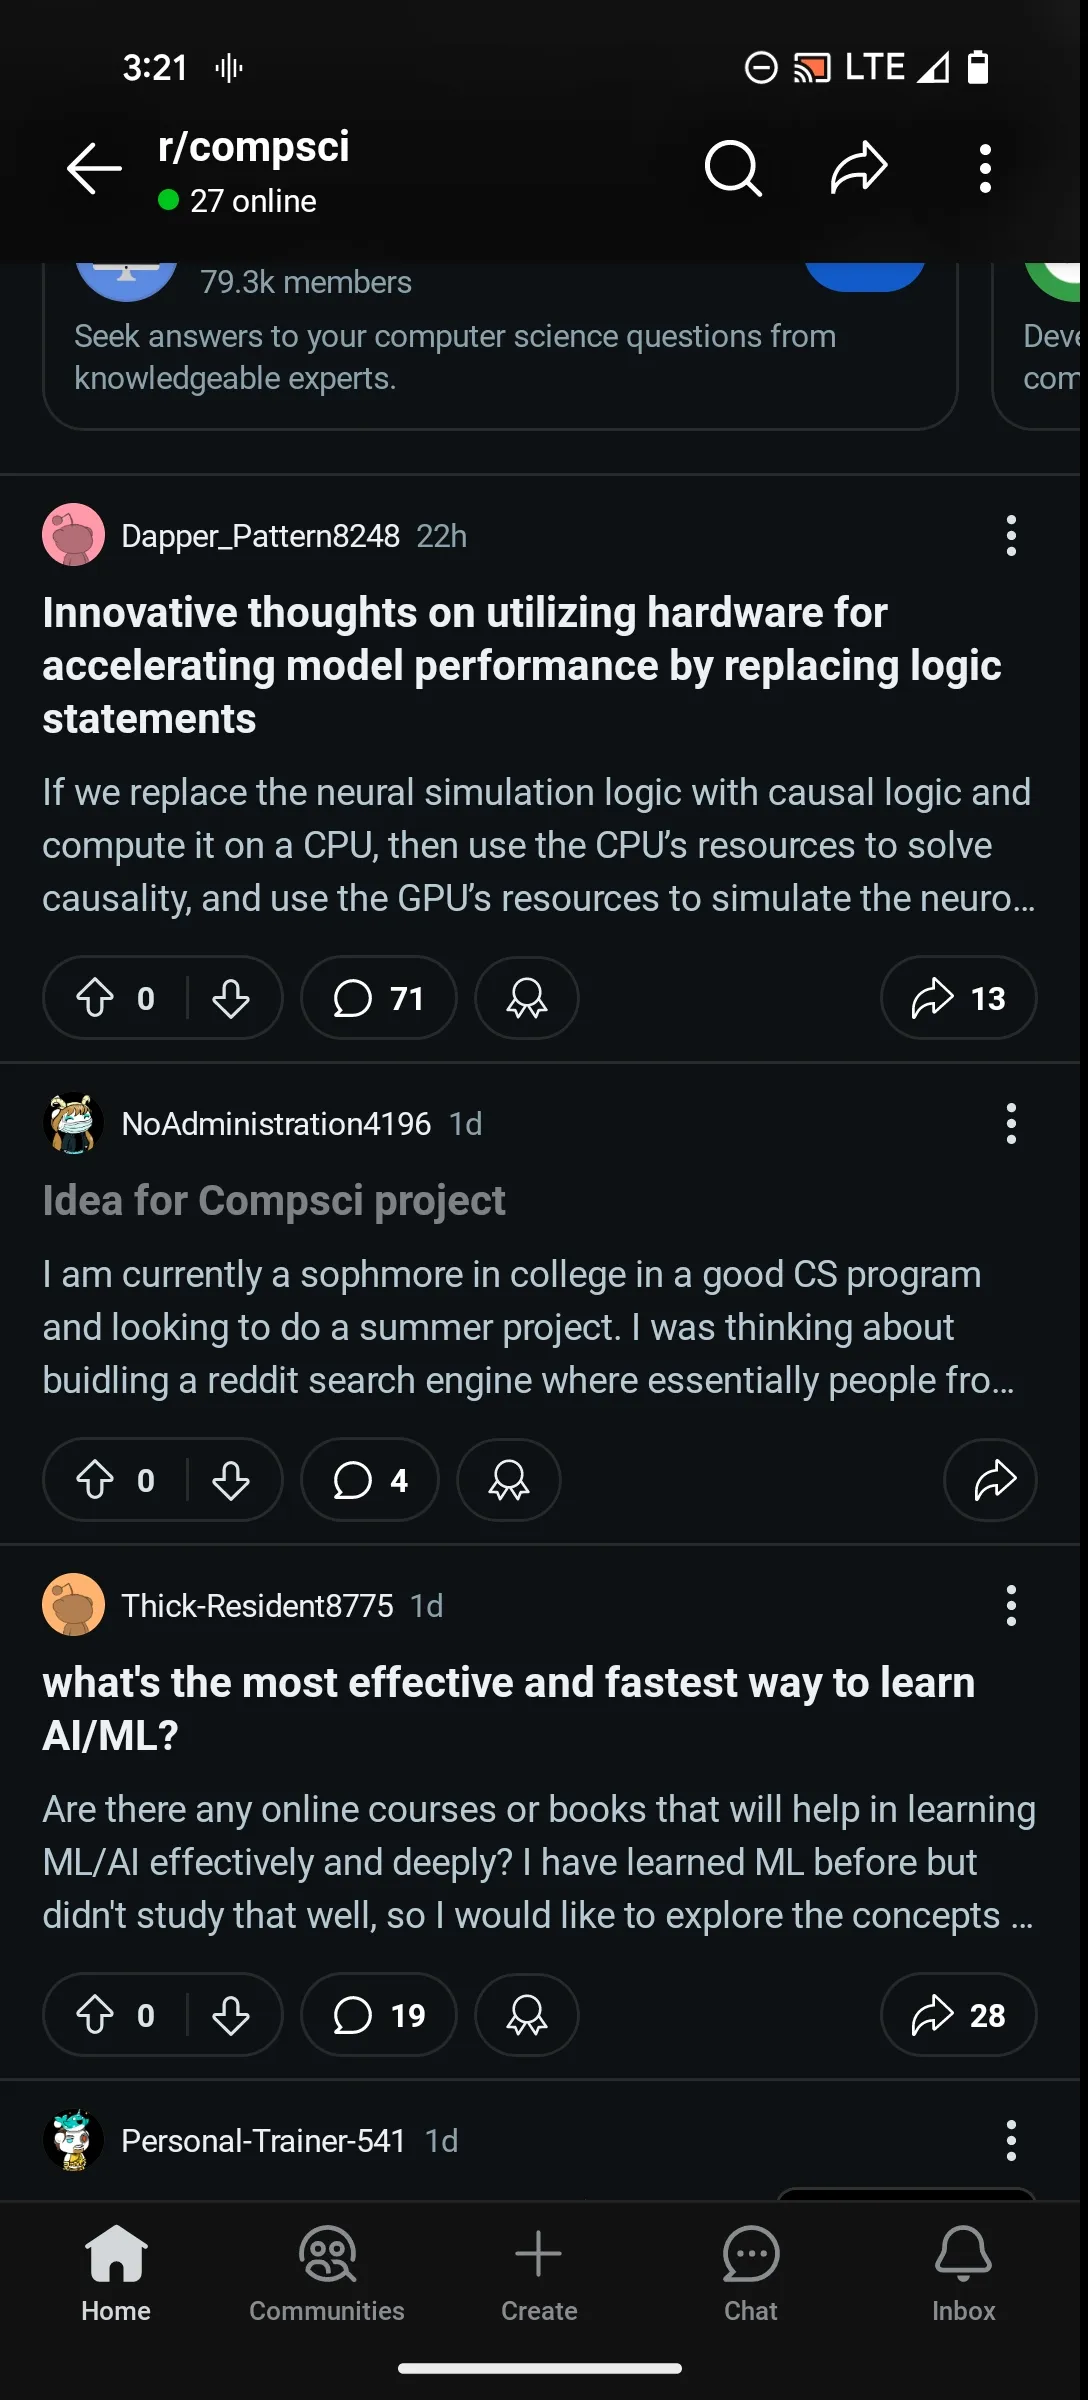 3:21
LTE
r/compsci
27 online
79.3k members
Seek answers to your computer science questions from
knowledgeable experts.
Deve
com
Dapper_Pattern8248 22h
Innovative thoughts on utilizing hardware for
accelerating model performance by replacing logic
statements
If we replace the neural simulation logic with causal logic and
compute it on a CPU, then use the CPU’s resources to solve
causality, and use the GPU’s resources to simulate the neuro…
0 71 13
NoAdministration4196 1d
Idea for Compsci project
I am currently a sophmore in college in a good CS program
and looking to do a summer project. I was thinking about
buidling a reddit search engine where essentially people fro…
0 4
Thick-Resident8775 1d
what's the most effective and fastest way to learn
AI/ML?
Are there any online courses or books that will help in learning
ML/AI effectively and deeply? I have learned ML before but
didn't study that well, so I would like to explore the concepts …
0 19 28
Personal-Trainer-541 1d
Home Communities Create Chat Inbox